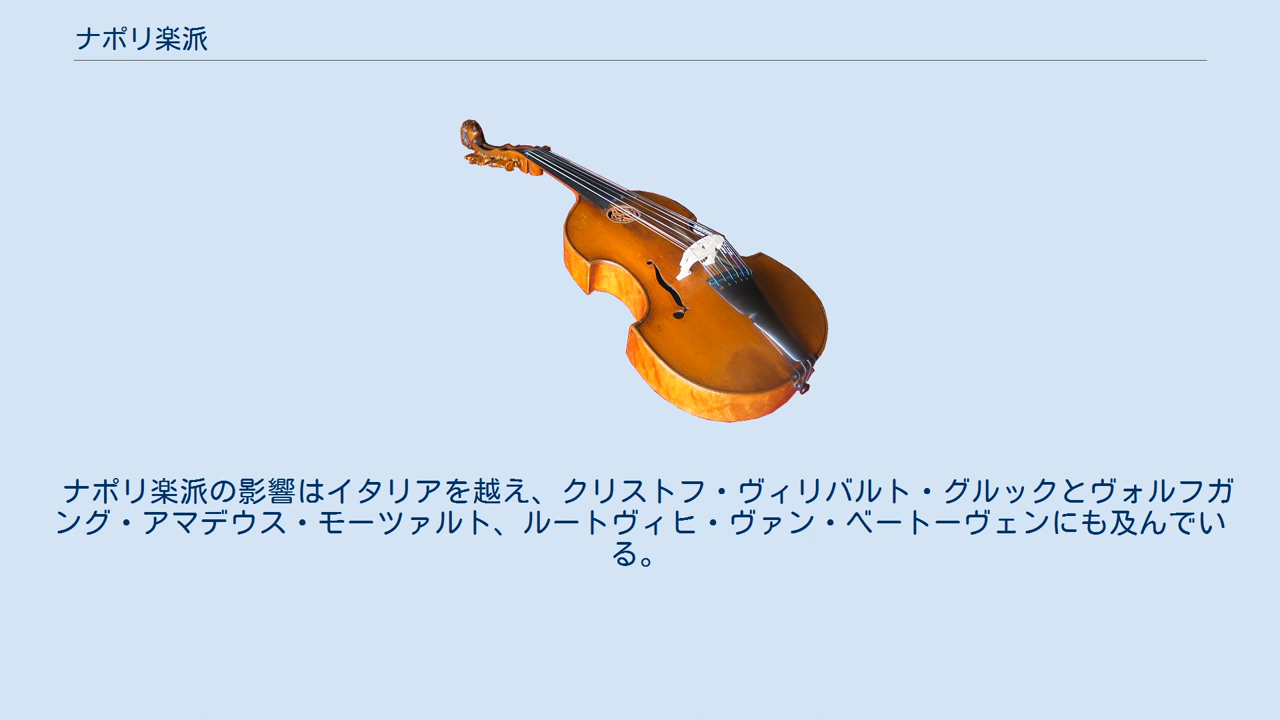 ナポリ楽派
ナポリ楽派の影響はイタリアを越え、クリストフ・ヴィリバルト・グルックとヴォルフガ
ング・アマデウス・モーツァルト、ルートヴィヒ・ヴァン・ベートーヴェンにも及んでい
る。